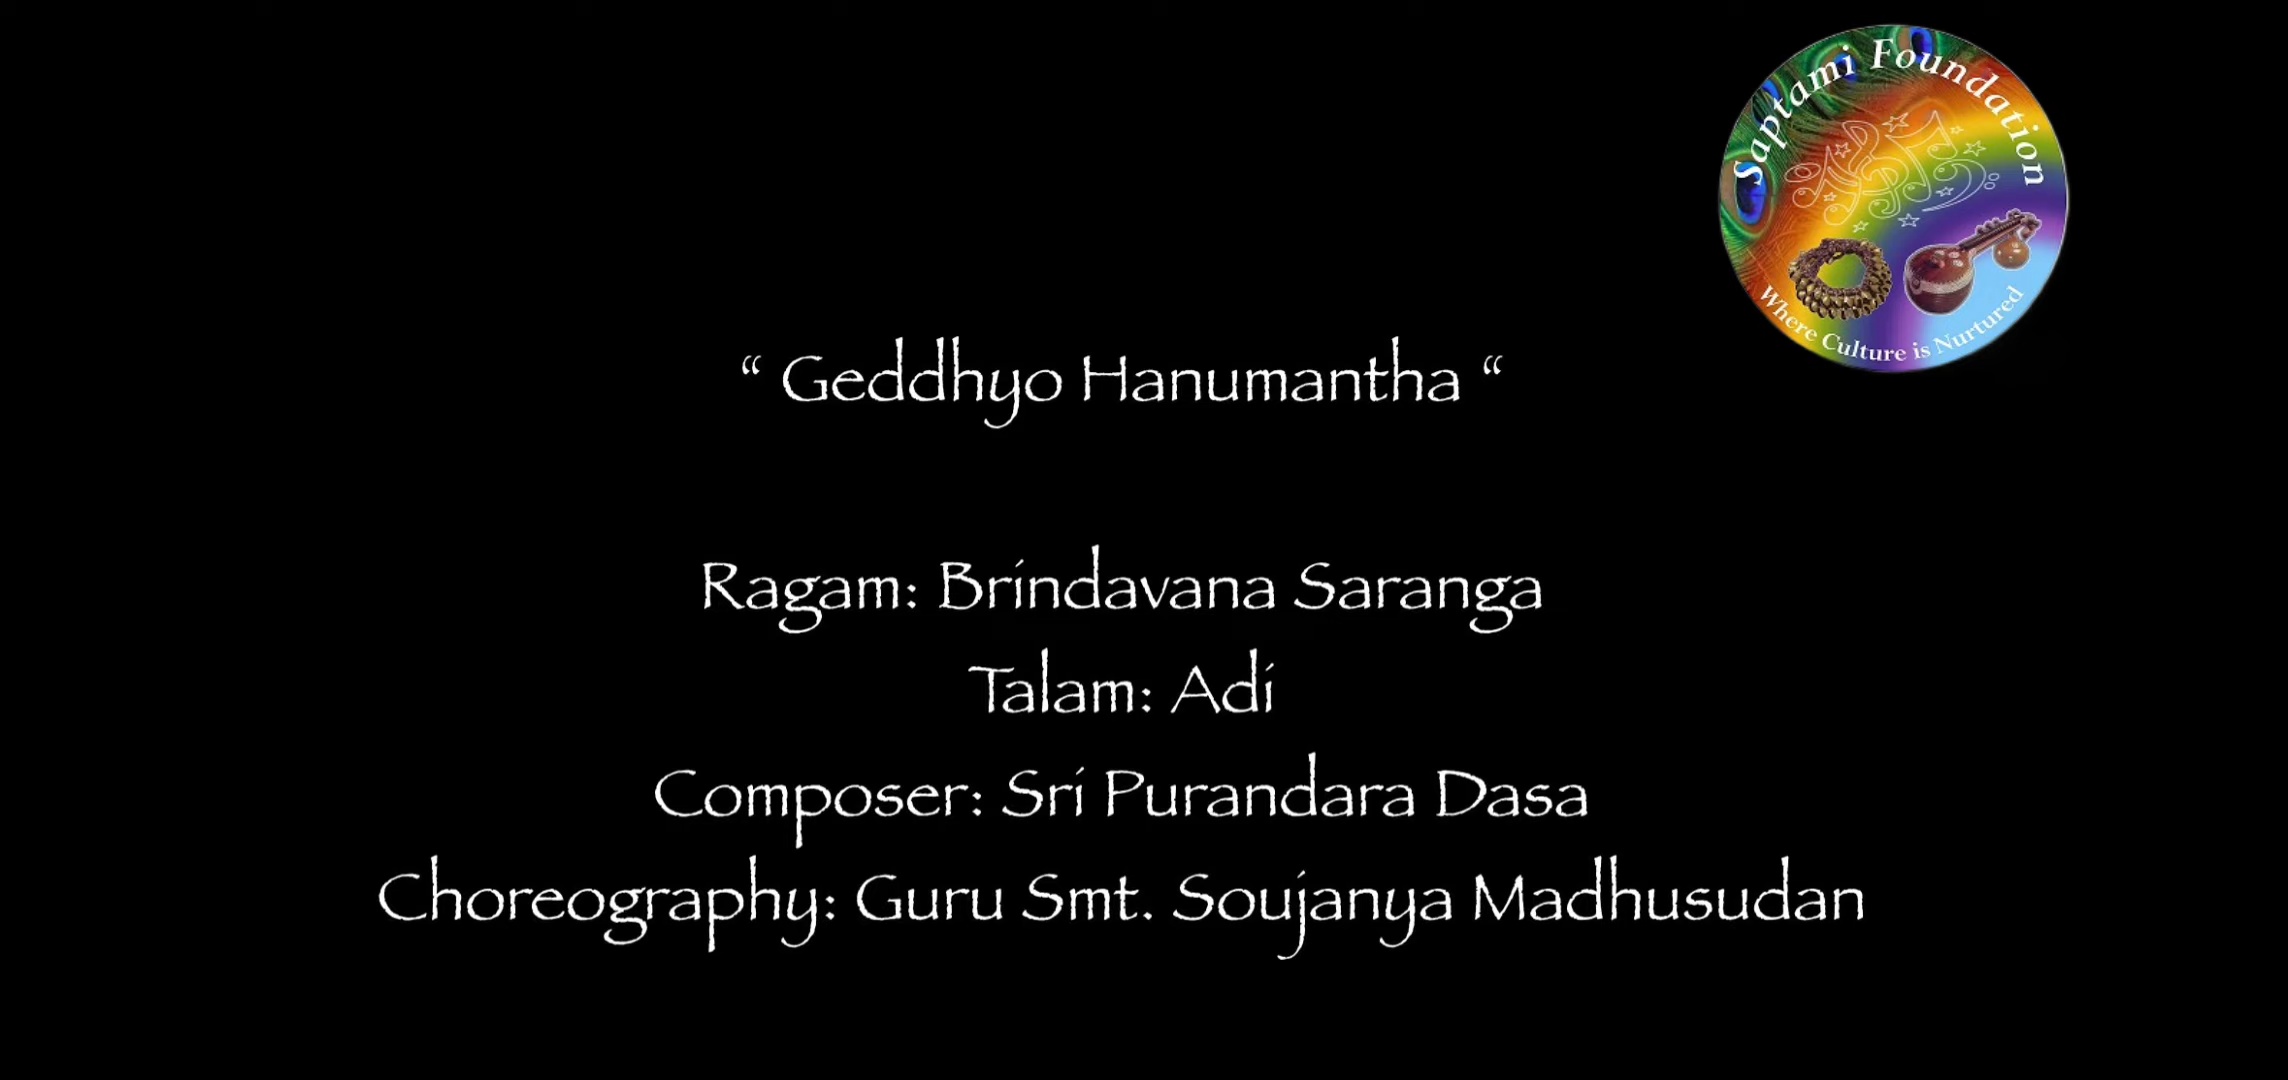 Saptami Foundation
Where Culture is Nurtured
“ Geddhyo Hanumantha “
Ragam: Brindavana Saranga
Talam: Adi
Composer: Sri Purandara Dasa
Choreography: Guru Smt. Soujanya Madhusudan